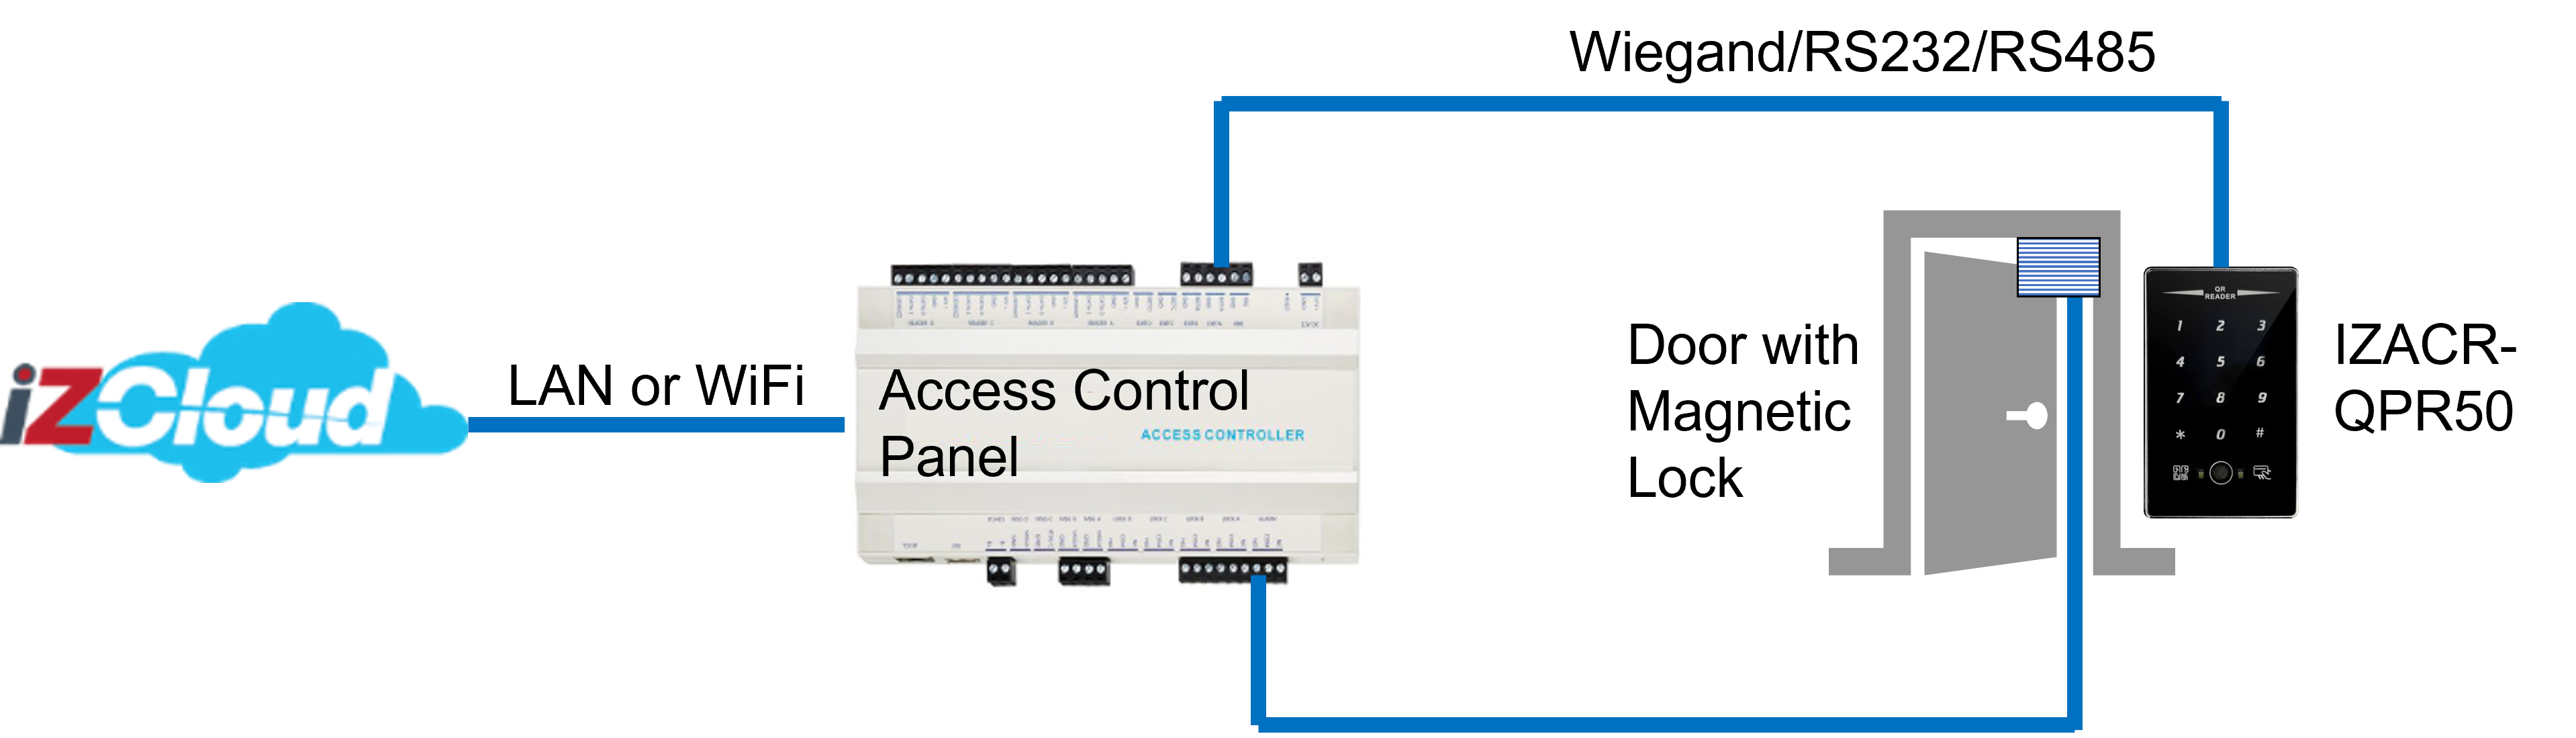 Wiegand/RS232/RS485
iZCloud
LAN or WiFi
Access Control
Panel
ACCESS CONTROLLER
Door with
Magnetic
Lock
QR
READER
1 2 3
4 5 6
7 8 9
* 0 #
IZACR-
QPR50